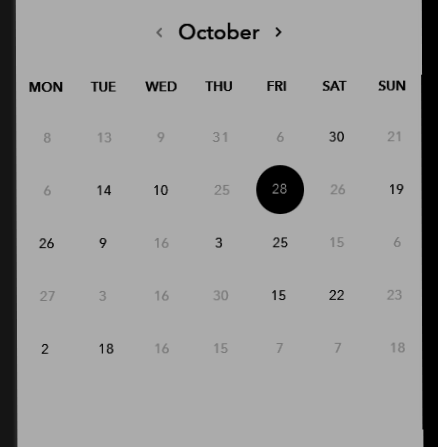 ‹ October ›
MON TUE WED THU FRI SAT SUN
8 13 9 31 6 30 21
6 14 10 25 28 26 19
26 9 16 3 25 15 6
27 3 16 30 15 22 23
2 18 16 15 7 7 18